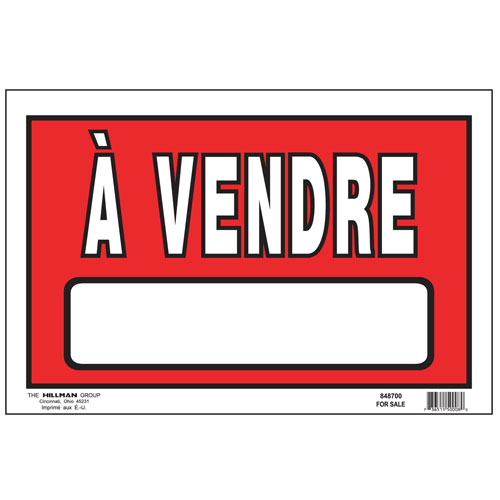 À VENDRE
THE HILLMAN GROUP
Cincinnati, Ohio 45231
Imprimé aux É.-U.
848700
FOR SALE